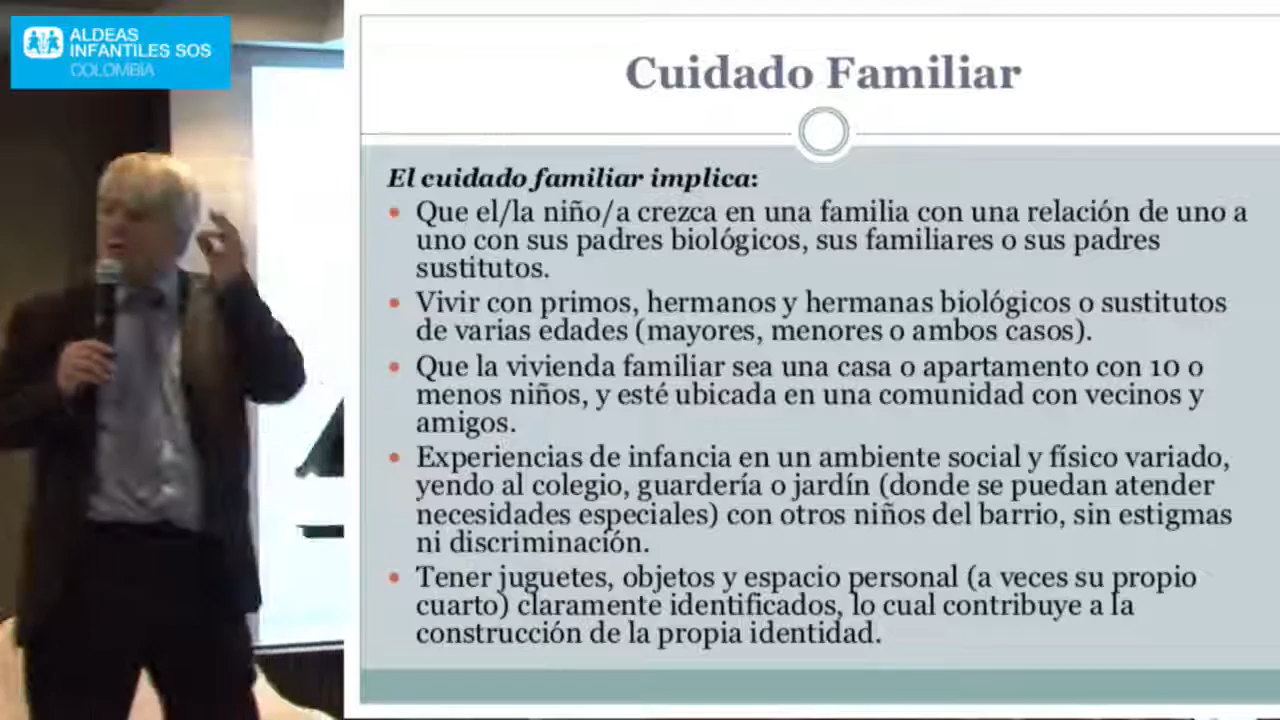 ALDEAS
INFANTILES SOS
COLOMBIA
Cuidado Familiar
El cuidado familiar implica:
• Que el/la niño/a crezca en una familia con una relación de uno a
uno con sus padres biológicos, sus familiares o sus padres
sustitutos.
• Vivir con primos, hermanos y hermanas biológicos o sustitutos
de varias edades (mayores, menores o ambos casos).
• Que la vivienda familiar sea una casa o apartamento con 10 o
menos niños, y esté ubicada en una comunidad con vecinos y
amigos.
• Experiencias de infancia en un ambiente social y físico variado,
yendo al colegio, guardería o jardín (donde se puedan atender
necesidades especiales) con otros niños del barrio, sin estigmas
ni discriminación.
• Tener juguetes, objetos y espacio personal (a veces su propio
cuarto) claramente identificados, lo cual contribuye a la
construcción de la propia identidad.